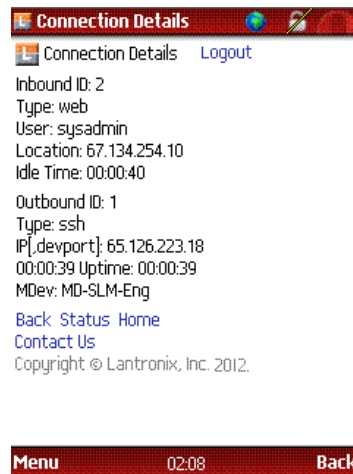 Connection Details
Connection Details Logout
Inbound ID: 2
Type: web
User: sysadmin
Location: 67.134.254.10
Idle Time: 00:00:40
Outbound ID: 1
Type: ssh
IP[,devport]: 65.126.223.18
00:00:39 Uptime: 00:00:39
MDev: MD-SLM-Eng
Back Status Home
Contact Us
Copyright © Lantronix, Inc. 2012.
Menu 02:08 Back